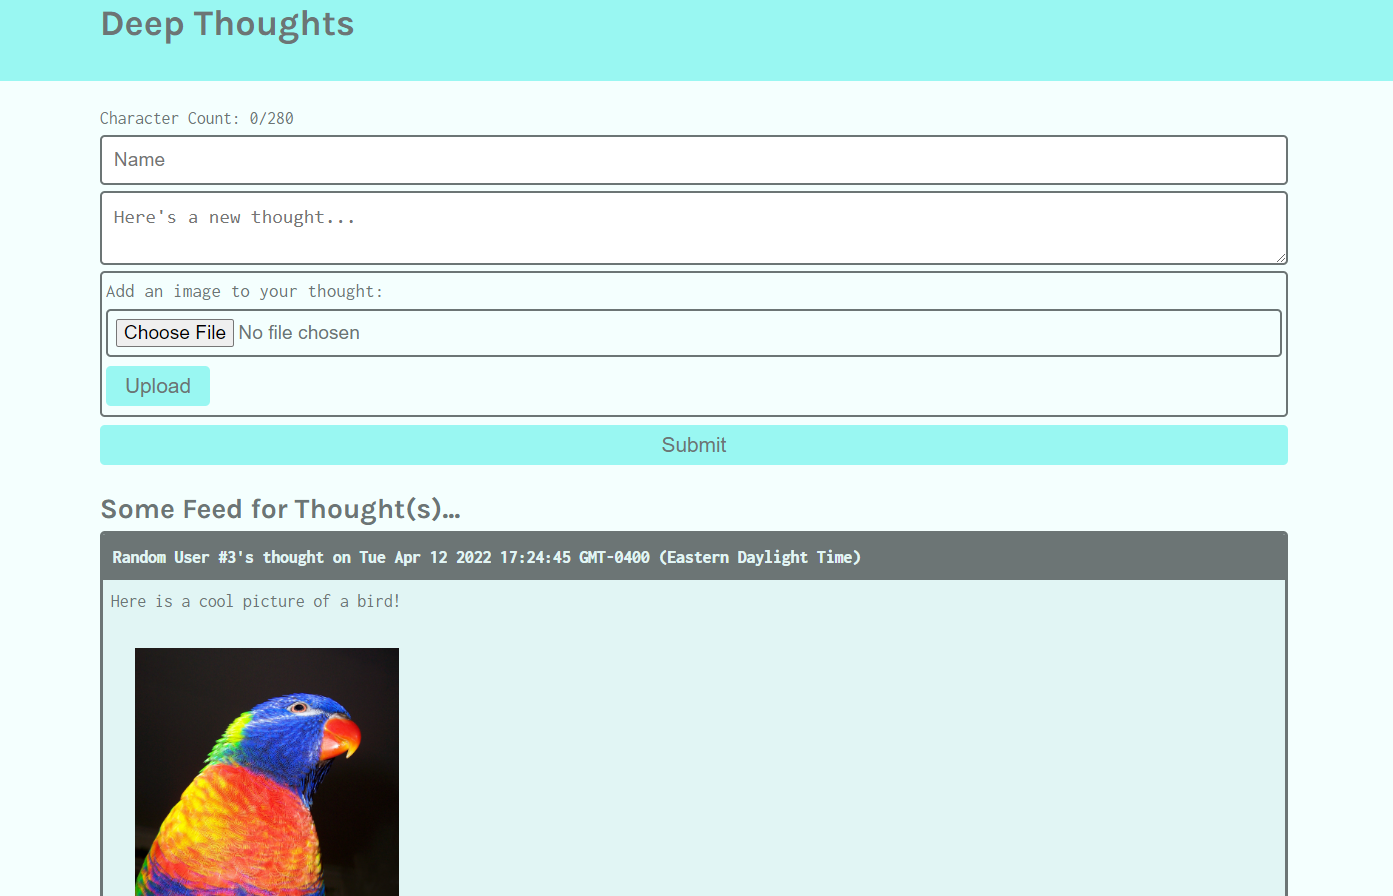 Deep Thoughts
Character Count: 0/280
Name
Here's a new thought...
Add an image to your thought:
Choose File No file chosen
Upload
Submit
Some Feed for Thought(s)...
Random User #3's thought on Tue Apr 12 2022 17:24:45 GMT-0400 (Eastern Daylight Time)
Here is a cool picture of a bird!